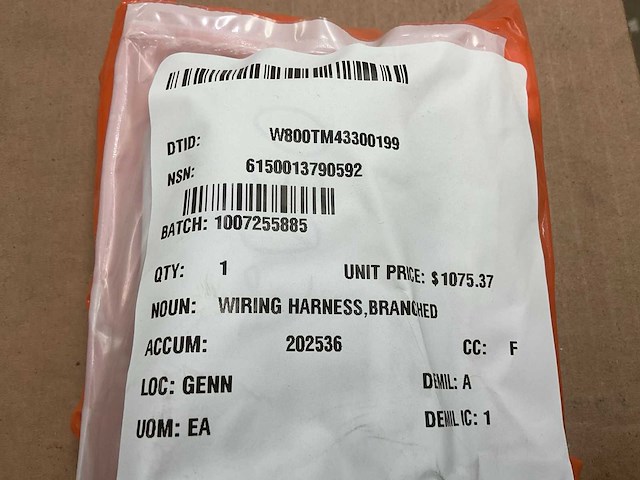 DTID: W800TM43300199
NSN: 6150013790592
BATCH: 1007255885
QTY: 1 UNIT PRICE: $1075.37
NOUN: WIRING HARNESS,BRANCHED
ACCUM: 202536 CC: F
LOC: GENN DEMIL: A
UOM: EA DEMIL IC: 1